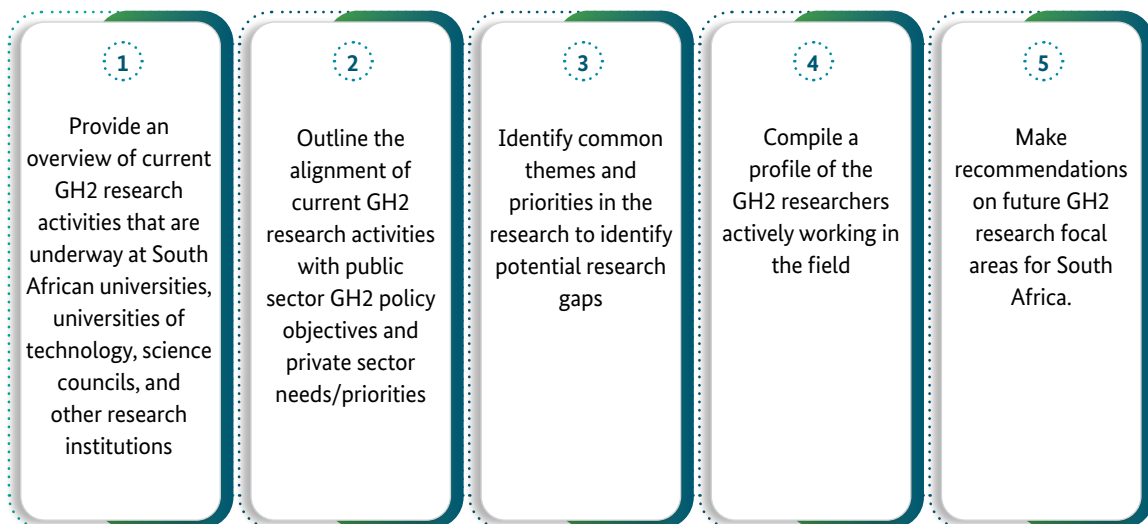 1
Provide an
overview of current
GH2 research
activities that are
underway at South
African universities,
universities of
technology, science
councils, and
other research
institutions
2
Outline the
alignment of
current GH2
research activities
with public
sector GH2 policy
objectives and
private sector
needs/priorities
3
Identify common
themes and
priorities in the
research to identify
potential research
gaps
4
Compile a
profile of the
GH2 researchers
actively working in
the field
5
Make
recommendations
on future GH2
research focal
areas for South
Africa.